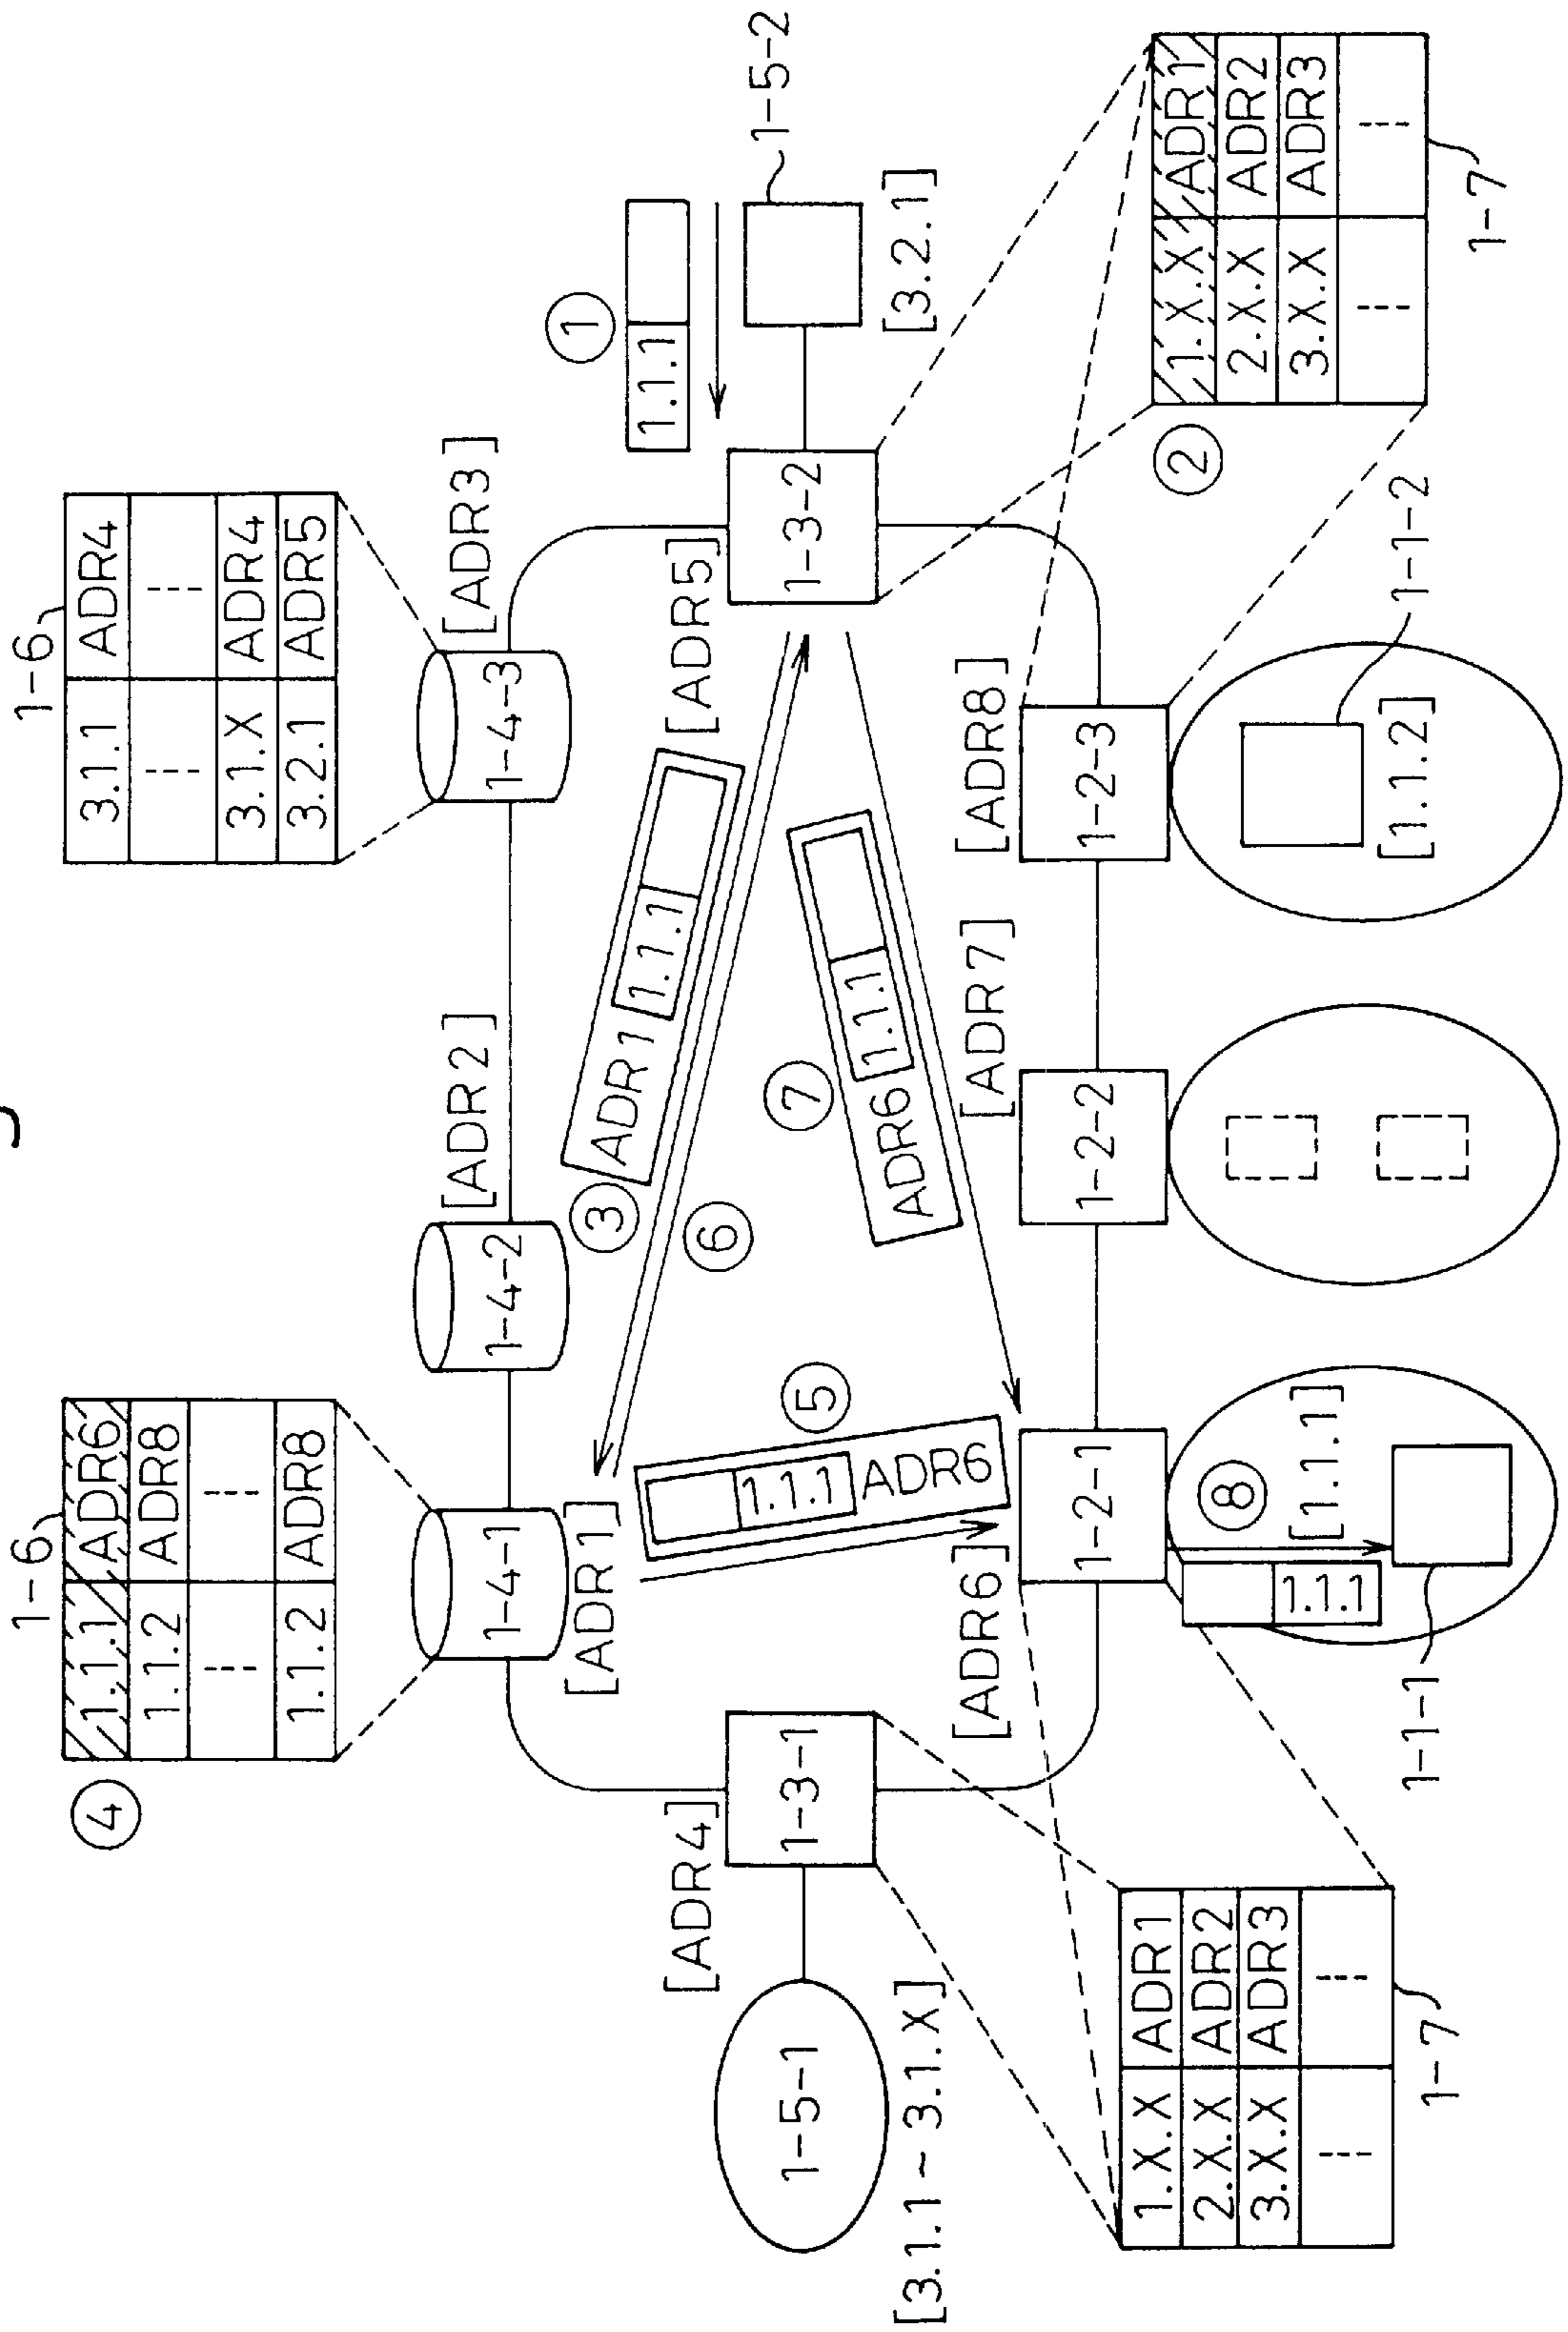 1-6
④
1.1.1 ADR6
1.1.2 ADR8
1.1.2 ADR8
1-6
3.1.1 ADR4
3.1.X ADR4
3.2.1 ADR5
1-4-1
[ADR1]
1-4-2
[ADR2]
1-4-3
[ADR3]
①
1.1.1
1-5-2
[3.2.1]
③
ADR1 1.1.1
⑥
[ADR5]
1-3-2
[ADR4]
1-3-1
1-5-1
[3.1.1 ~ 3.1.X]
⑤
1.1.1 ADR6
⑦
ADR6 1.1.1
[ADR6]
1-2-1
[ADR7]
1-2-2
[ADR8]
1-2-3
②
1.X.X ADR1
2.X.X ADR2
3.X.X ADR3
1-7
1.X.X ADR1
2.X.X ADR2
3.X.X ADR3
1-7
⑧
[1.1.1]
1.1.1
1-1-1
[1.1.2]
1-1-2